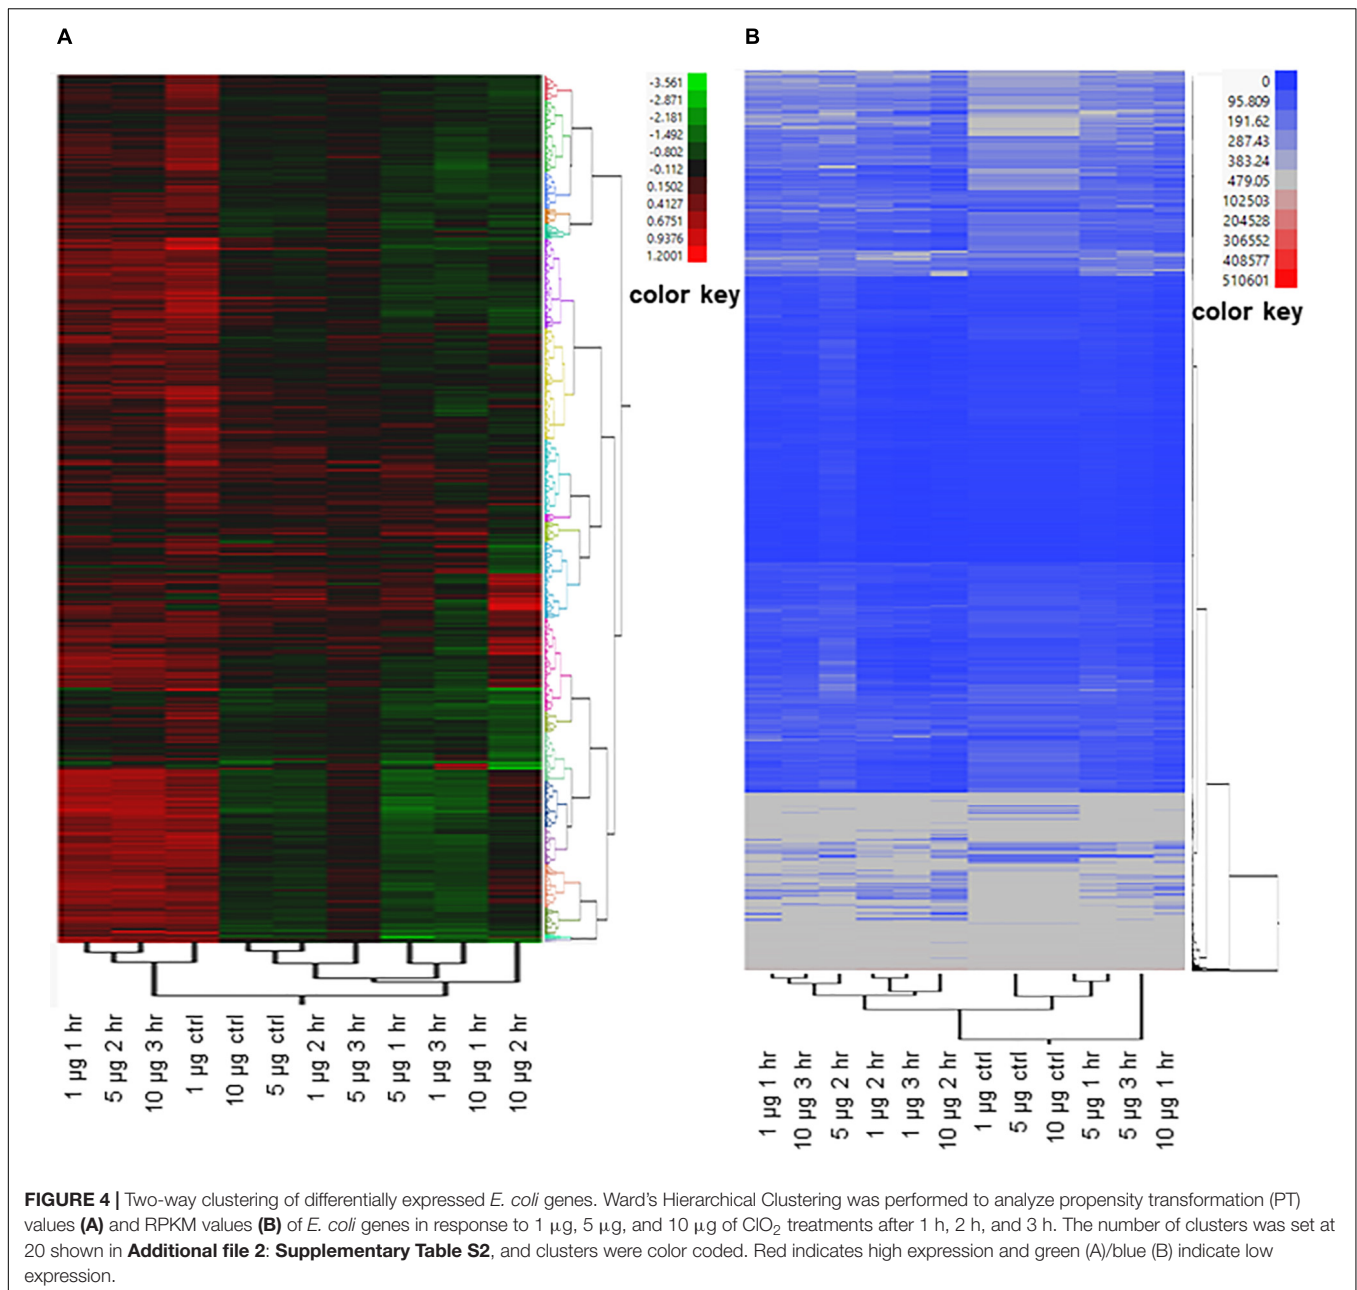 A
B
-3.561
-2.871
-2.181
-1.492
-0.802
-0.112
0.1502
0.4127
0.6751
0.9376
1.2001
color key
0
95.809
191.62
287.43
383.24
479.05
102503
204528
306552
408577
510601
color key
1 µg 1 hr
5 µg 2 hr
10 µg 3 hr
1 µg ctrl
10 µg ctrl
5 µg ctrl
1 µg 2 hr
5 µg 3 hr
5 µg 1 hr
1 µg 3 hr
10 µg 1 hr
10 µg 2 hr
1 µg 1 hr
10 µg 3 hr
5 µg 2 hr
1 µg 2 hr
1 µg 3 hr
10 µg 2 hr
1 µg ctrl
5 µg ctrl
10 µg ctrl
5 µg 1 hr
5 µg 3 hr
10 µg 1 hr
FIGURE 4 | Two-way clustering of differentially expressed E. coli genes. Ward's Hierarchical Clustering was performed to analyze propensity transformation (PT)
values (A) and RPKM values (B) of E. coli genes in response to 1 µg, 5 µg, and 10 µg of ClO₂ treatments after 1 h, 2 h, and 3 h. The number of clusters was set at
20 shown in Additional file 2: Supplementary Table S2, and clusters were color coded. Red indicates high expression and green (A)/blue (B) indicate low
expression.